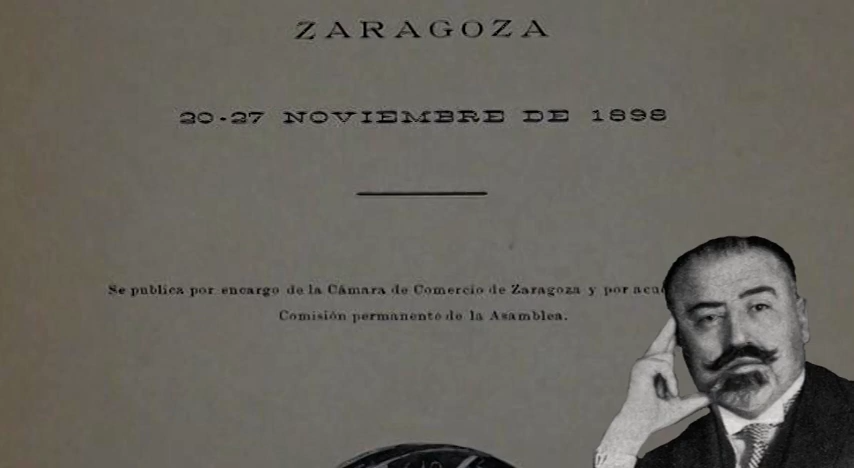 ZARAGOZA
20-27 NOVIEMBRE DE 1898
Se publica por encargo de la Cámara de Comercio de Zaragoza y por
Comisión permanente de la Asamblea.